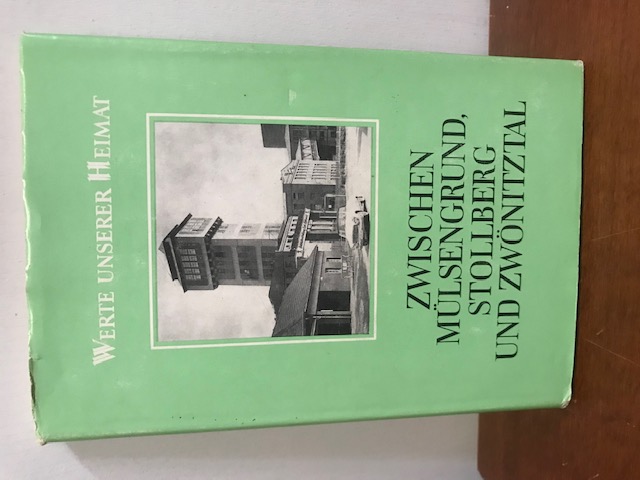 WERTE UNSERER HEIMAT
ZWISCHEN
MÜLSENGRUND,
STOLLBERG
UND ZWÖNITZTAL